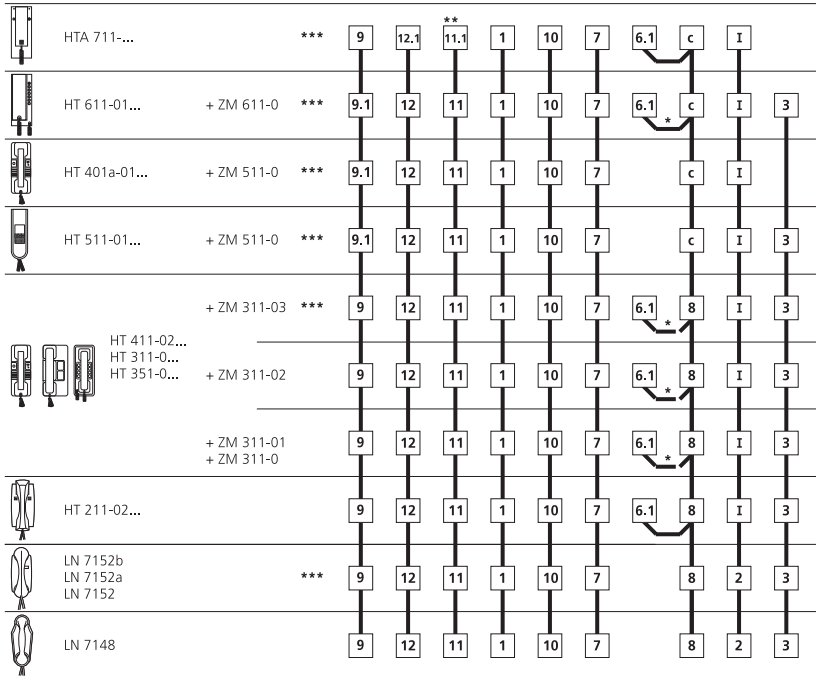 **
HTA 711-... *** 9 12.1 11.1 1 10 7 6.1 c I
HT 611-01... + ZM 611-0 *** 9.1 12 11 1 10 7 6.1 c I 3
*
HT 401a-01... + ZM 511-0 *** 9.1 12 11 1 10 7 c I
HT 511-01... + ZM 511-0 *** 9.1 12 11 1 10 7 c I 3
+ ZM 311-03 *** 9 12 11 1 10 7 6.1 8 I 3
*
HT 411-02...
HT 311-0...
HT 351-0... + ZM 311-02 9 12 11 1 10 7 6.1 8 I 3
*
+ ZM 311-01 9 12 11 1 10 7 6.1 8 I 3
+ ZM 311-0 *
HT 211-02... 9 12 11 1 10 7 6.1 8 I 3
LN 7152b
LN 7152a *** 9 12 11 1 10 7 8 2 3
LN 7152
LN 7148 9 12 11 1 10 7 8 2 3